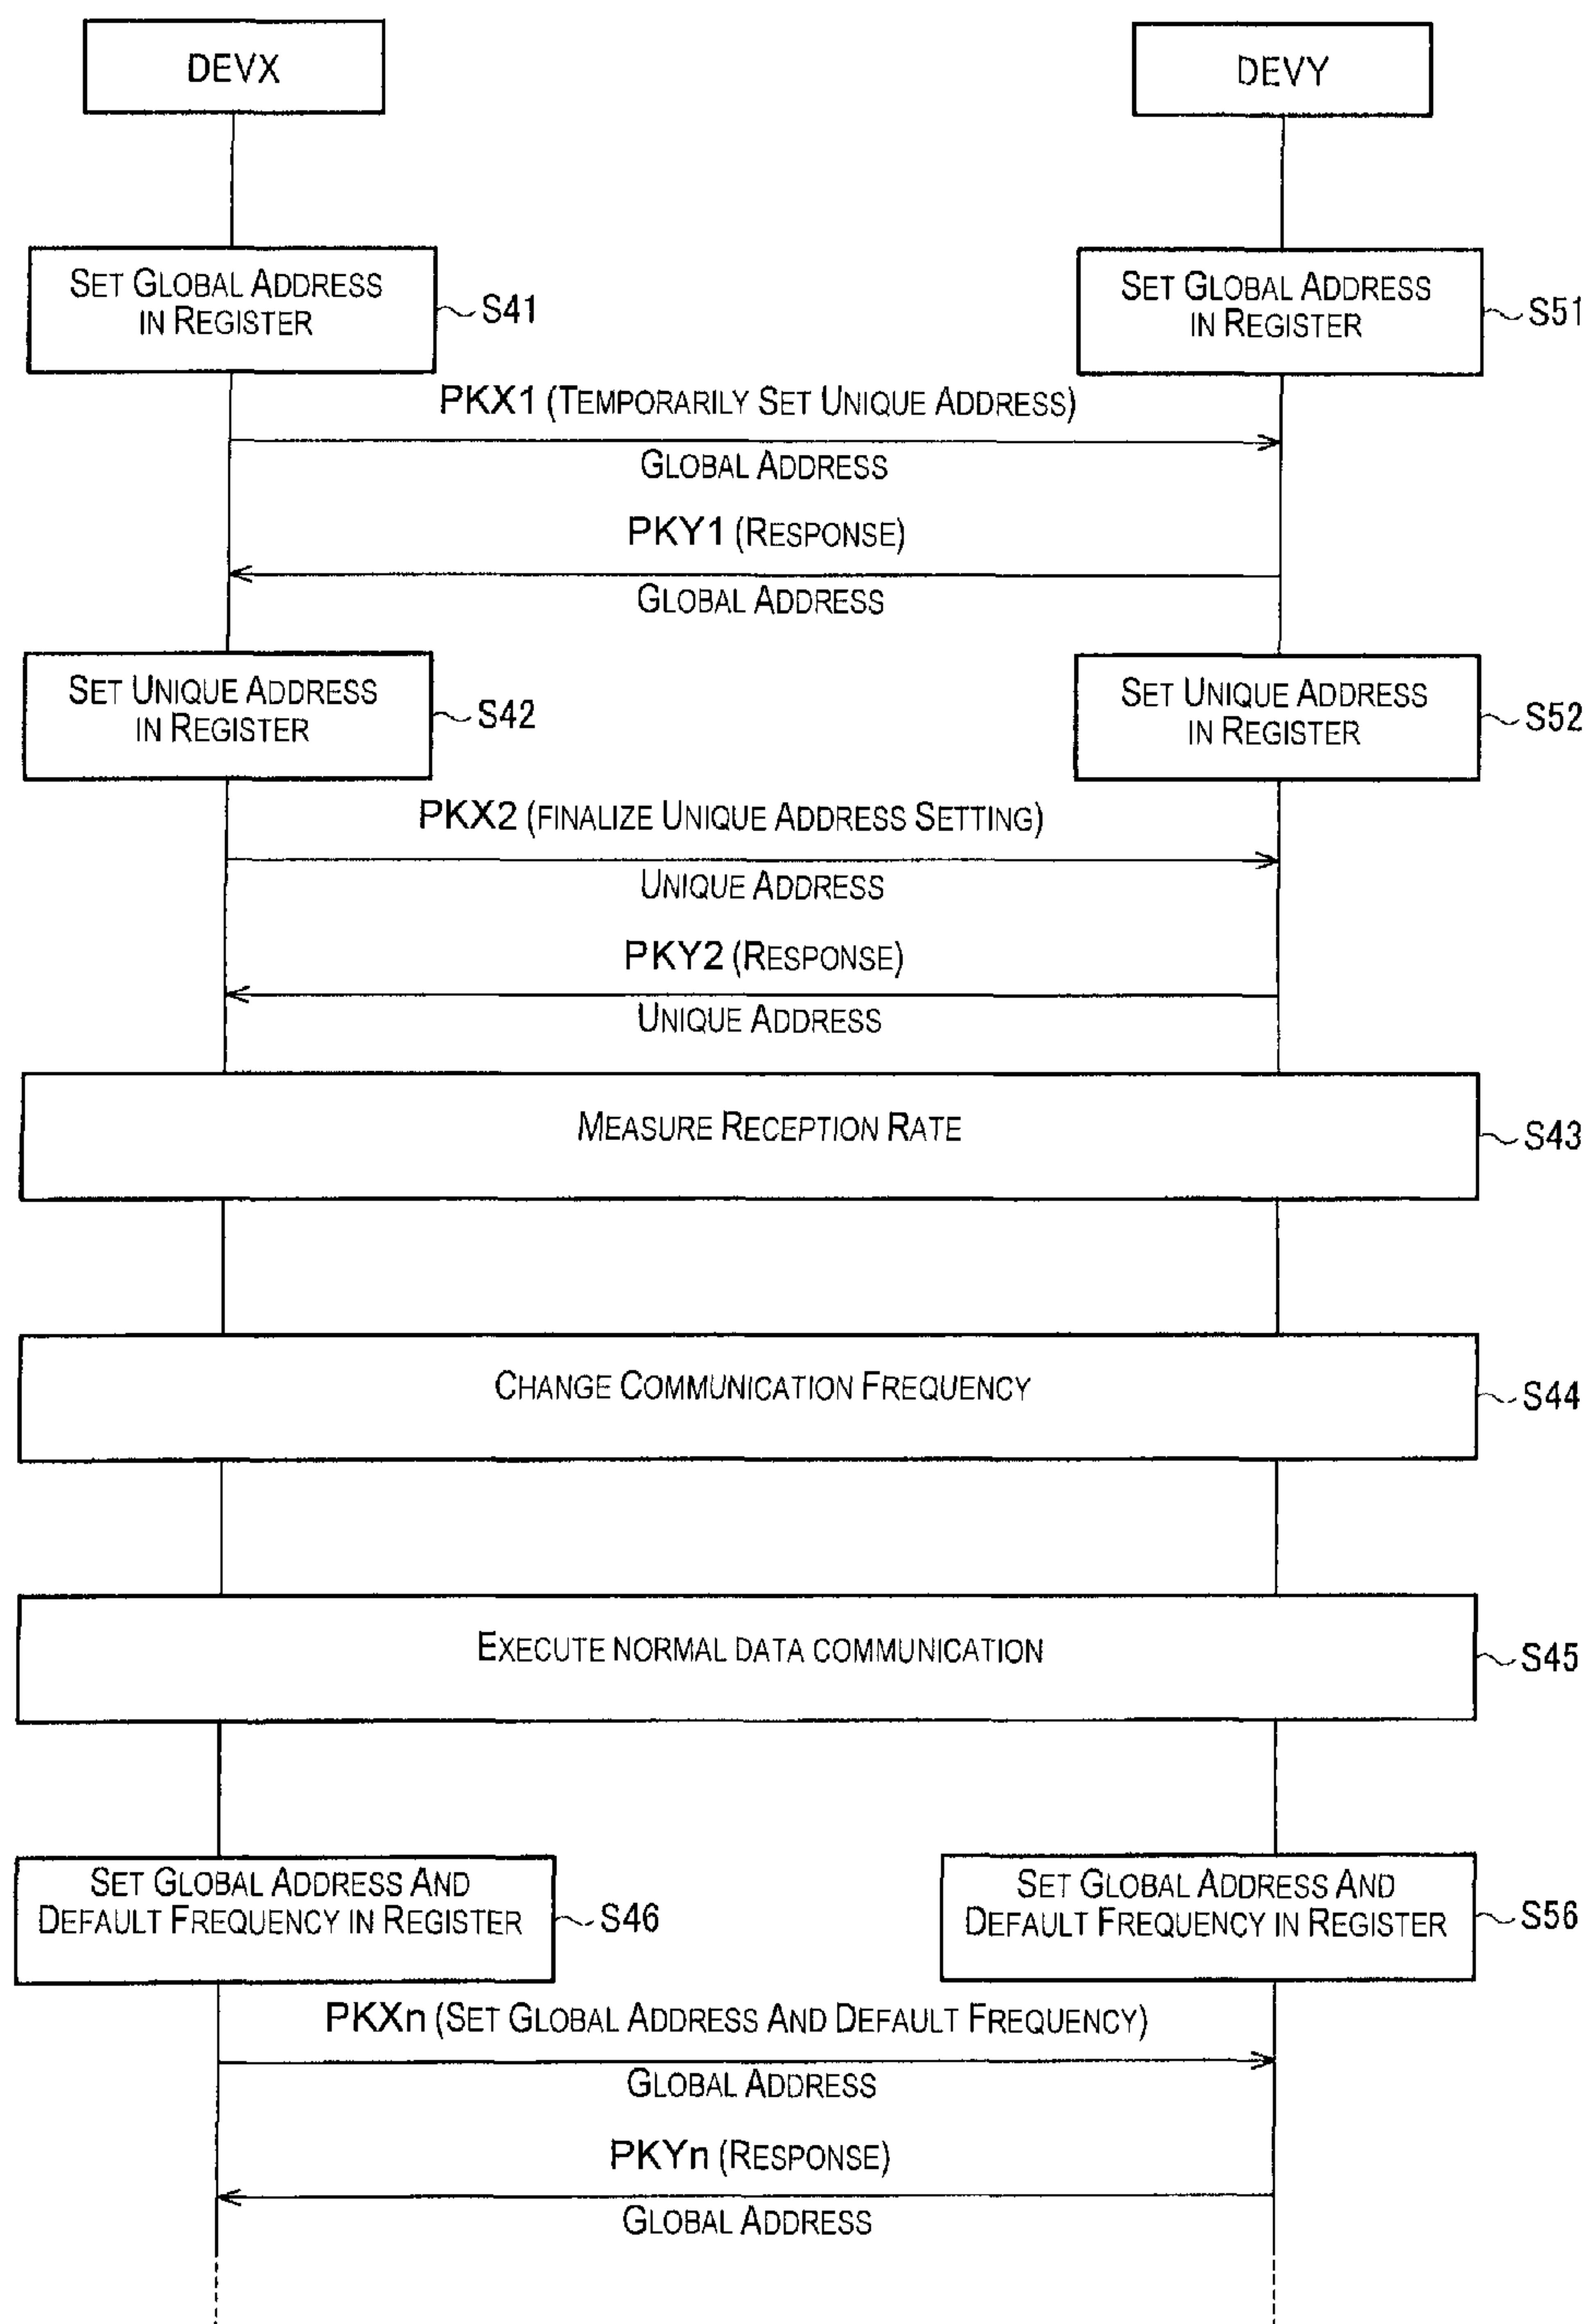 DEVX
DEVY
SET GLOBAL ADDRESS
IN REGISTER
S41
SET GLOBAL ADDRESS
IN REGISTER
S51
PKX1 (TEMPORARILY SET UNIQUE ADDRESS)
GLOBAL ADDRESS
PKY1 (RESPONSE)
GLOBAL ADDRESS
SET UNIQUE ADDRESS
IN REGISTER
S42
SET UNIQUE ADDRESS
IN REGISTER
S52
PKX2 (FINALIZE UNIQUE ADDRESS SETTING)
UNIQUE ADDRESS
PKY2 (RESPONSE)
UNIQUE ADDRESS
MEASURE RECEPTION RATE
S43
CHANGE COMMUNICATION FREQUENCY
S44
EXECUTE NORMAL DATA COMMUNICATION
S45
SET GLOBAL ADDRESS AND
DEFAULT FREQUENCY IN REGISTER
S46
SET GLOBAL ADDRESS AND
DEFAULT FREQUENCY IN REGISTER
S56
PKXn (SET GLOBAL ADDRESS AND DEFAULT FREQUENCY)
GLOBAL ADDRESS
PKYn (RESPONSE)
GLOBAL ADDRESS